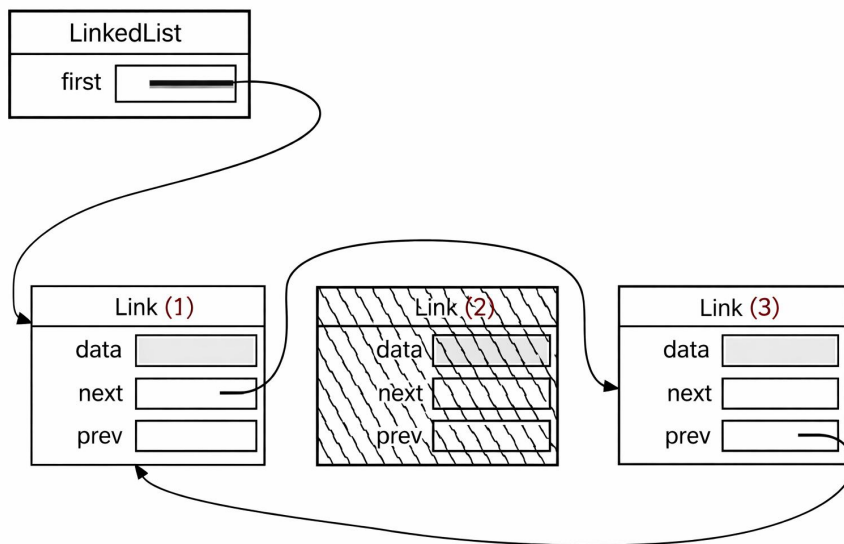 LinkedList
first
Link (1)
data
next
prev
Link (2)
data
next
prev
Link (3)
data
next
prev